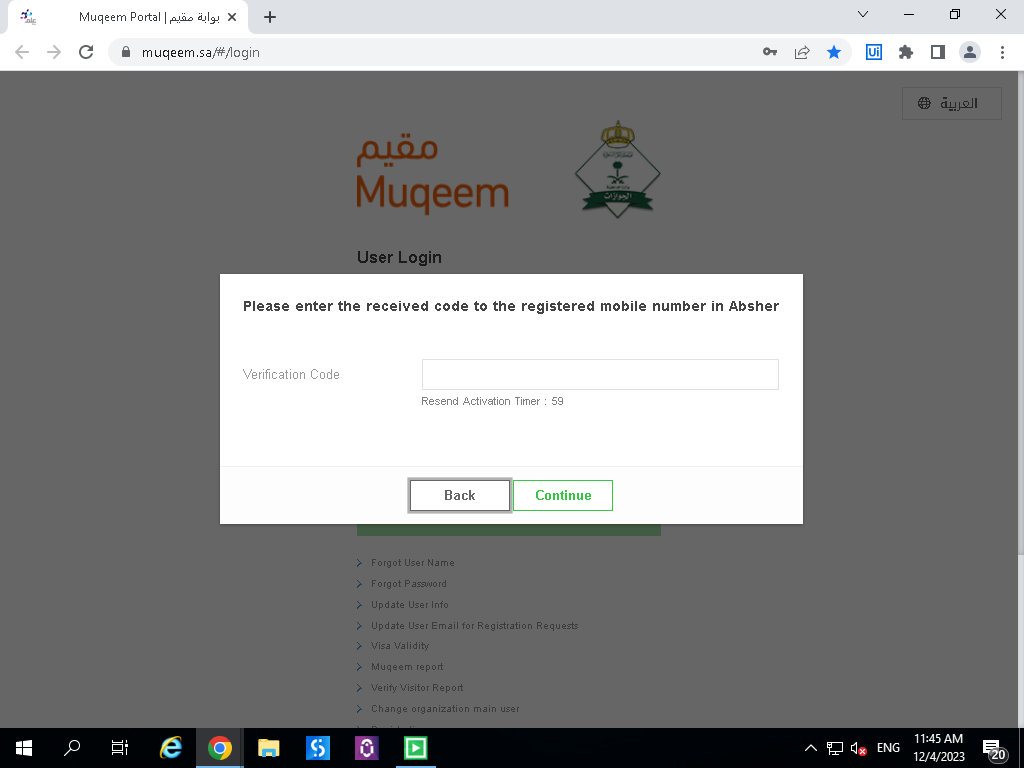 Muqeem Portal | بوابة مقيم
muqeem.sa/#/login
Ui
العربية
مقيم
Muqeem
الجوازات
User Login
Please enter the received code to the registered mobile number in Absher
Verification Code
Resend Activation Timer : 59
Back
Continue
Forgot User Name
Forgot Password
Update User Info
Update User Email for Registration Requests
Visa Validity
Muqeem report
Verify Visitor Report
Change organization main user
ENG
11:45 AM
12/4/2023
20